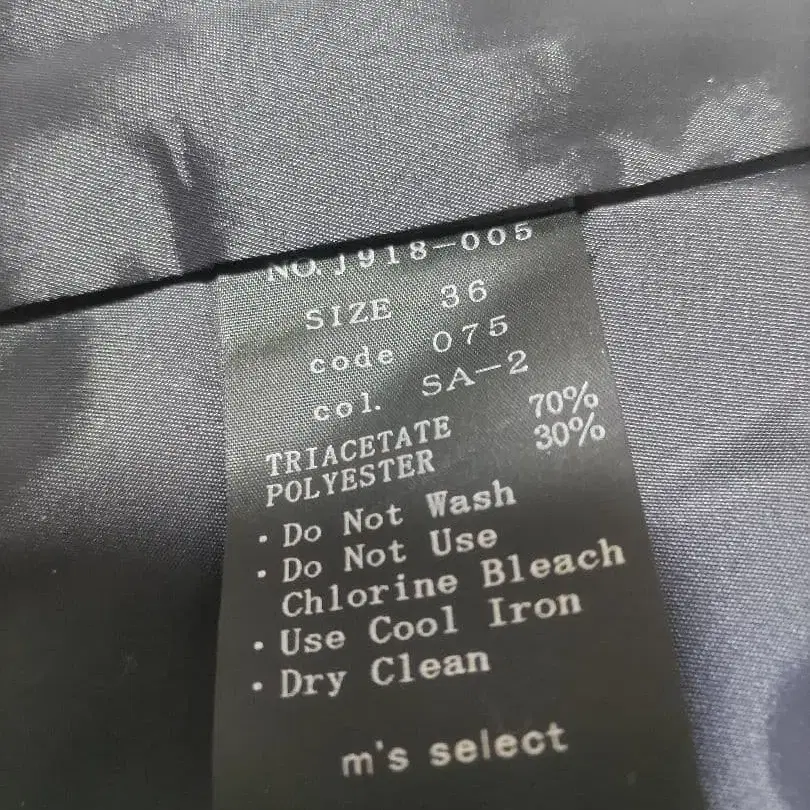 NO. J918-005
SIZE 36
code 075
col. SA-2
TRIACETATE 70%
POLYESTER 30%
・Do Not Wash
・Do Not Use
Chlorine Bleach
・Use Cool Iron
・Dry Clean
m's select